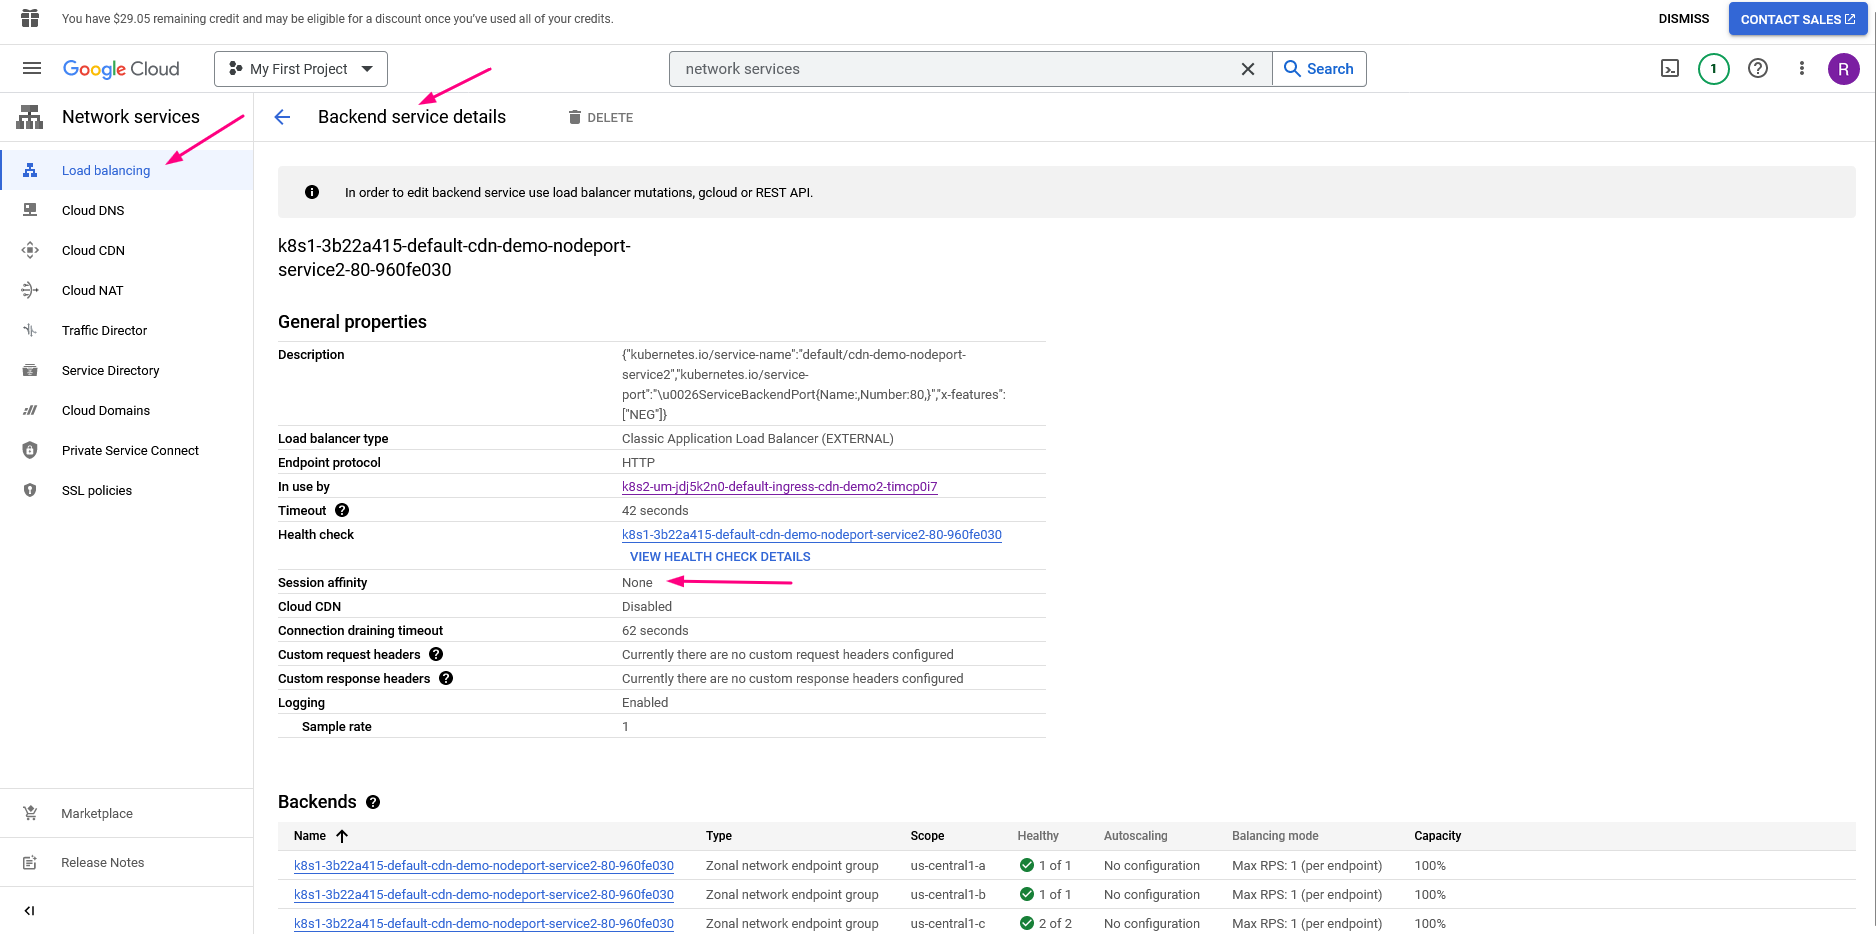 You have $29.05 remaining credit and may be eligible for a discount once you've used all of your credits.
DISMISS
CONTACT SALES
Google Cloud
My First Project
network services
Search
1
R
Network services
Backend service details
DELETE
Load balancing
Cloud DNS
Cloud CDN
Cloud NAT
Traffic Director
Service Directory
Cloud Domains
Private Service Connect
SSL policies
Marketplace
Release Notes
In order to edit backend service use load balancer mutations, gcloud or REST API.
k8s1-3b22a415-default-cdn-demo-nodeport-
service2-80-960fe030
General properties
Description
{"kubernetes.io/service-name":"default/cdn-demo-nodeport-
service2","kubernetes.io/service-
port":"\u0026ServiceBackendPort{Name:,Number:80,}","x-features":
["NEG"]}
Load balancer type Classic Application Load Balancer (EXTERNAL)
Endpoint protocol HTTP
In use by k8s2-um-jdj5k2n0-default-ingress-cdn-demo2-timcp0i7
Timeout 42 seconds
Health check k8s1-3b22a415-default-cdn-demo-nodeport-service2-80-960fe030
VIEW HEALTH CHECK DETAILS
Session affinity None
Cloud CDN Disabled
Connection draining timeout 62 seconds
Custom request headers Currently there are no custom request headers configured
Custom response headers Currently there are no custom response headers configured
Logging Enabled
Sample rate 1
Backends
Name Type Scope Healthy Autoscaling Balancing mode Capacity
k8s1-3b22a415-default-cdn-demo-nodeport-service2-80-960fe030 Zonal network endpoint group us-central1-a 1 of 1 No configuration Max RPS: 1 (per endpoint) 100%
k8s1-3b22a415-default-cdn-demo-nodeport-service2-80-960fe030 Zonal network endpoint group us-central1-b 1 of 1 No configuration Max RPS: 1 (per endpoint) 100%
k8s1-3b22a415-default-cdn-demo-nodeport-service2-80-960fe030 Zonal network endpoint group us-central1-c 2 of 2 No configuration Max RPS: 1 (per endpoint) 100%